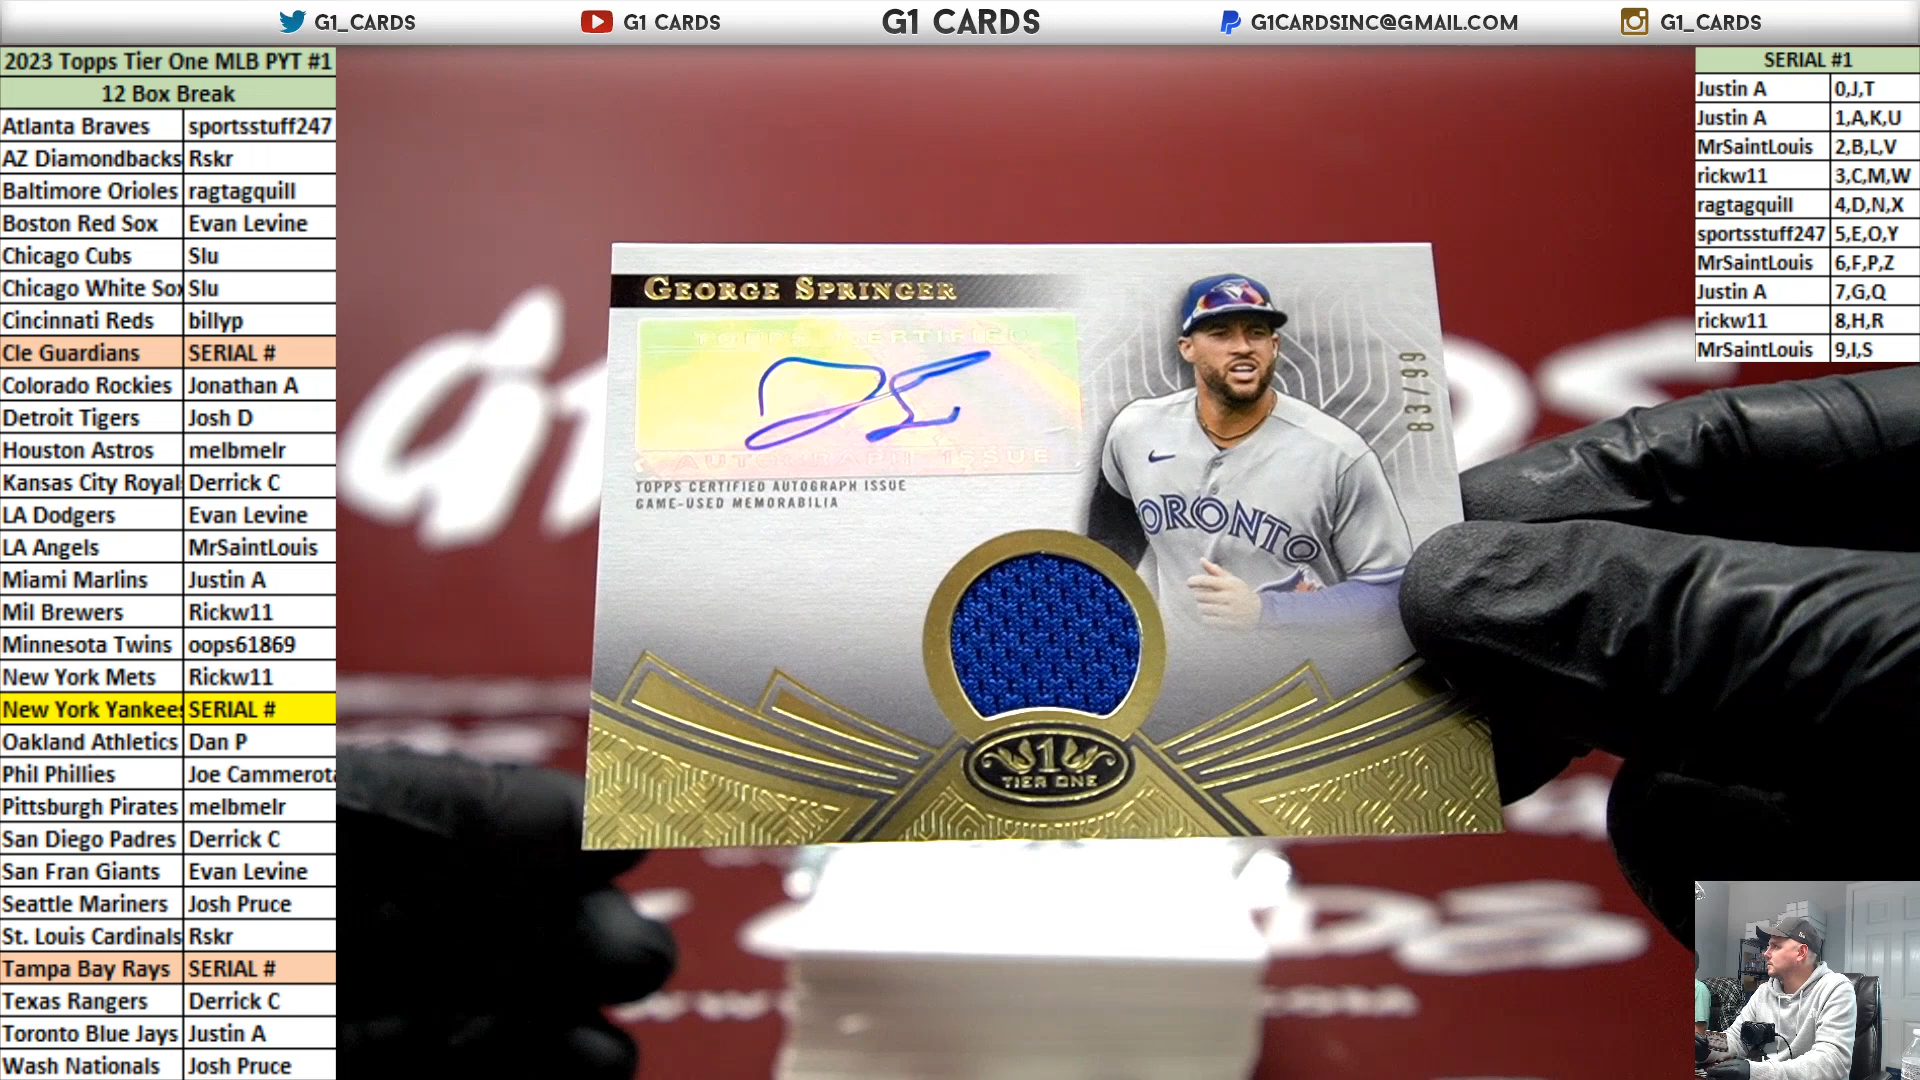 G1_CARDS
G1 CARDS
G1 CARDS
G1CARDSINC@GMAIL.COM
G1_CARDS
2023 Topps Tier One MLB PYT #1
12 Box Break
Atlanta Braves sportsstuff247
AZ Diamondbacks Rskr
Baltimore Orioles ragtagquill
Boston Red Sox Evan Levine
Chicago Cubs Slu
Chicago White Sox Slu
Cincinnati Reds billyp
Cle Guardians SERIAL #
Colorado Rockies Jonathan A
Detroit Tigers Josh D
Houston Astros melbmelr
Kansas City Royal Derrick C
LA Dodgers Evan Levine
LA Angels MrSaintLouis
Miami Marlins Justin A
Mil Brewers Rickw11
Minnesota Twins oops61869
New York Mets Rickw11
New York Yankees SERIAL #
Oakland Athletics Dan P
Phil Phillies Joe Cammerota
Pittsburgh Pirates melbmelr
San Diego Padres Derrick C
San Fran Giants Evan Levine
Seattle Mariners Josh Pruce
St. Louis Cardinals Rskr
Tampa Bay Rays SERIAL #
Texas Rangers Derrick C
Toronto Blue Jays Justin A
Wash Nationals Josh Pruce
GEORGE SPRINGER
TOPPS CERTIFIED
AUTOGRAPH ISSUE
TOPPS CERTIFIED AUTOGRAPH ISSUE
GAME-USED MEMORABILIA
83/99
TORONTO
1
TIER ONE
SERIAL #1
Justin A 0,J,T
Justin A 1,A,K,U
MrSaintLouis 2,B,L,V
rickw11 3,C,M,W
ragtagquill 4,D,N,X
sportsstuff247 5,E,O,Y
MrSaintLouis 6,F,P,Z
Justin A 7,G,Q
rickw11 8,H,R
MrSaintLouis 9,I,S